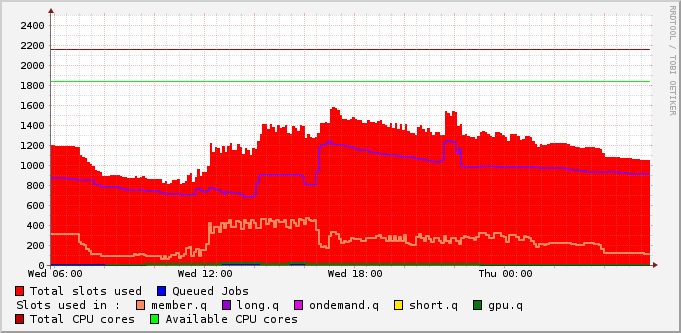 RRDTOOL / TOBI OETIKER
2400
2200
2000
1800
1600
1400
1200
1000
800
600
400
200
0
Wed 06:00 Wed 12:00 Wed 18:00 Thu 00:00
Total slots used Queued Jobs
Slots used in : member.q long.q ondemand.q short.q gpu.q
Total CPU cores Available CPU cores